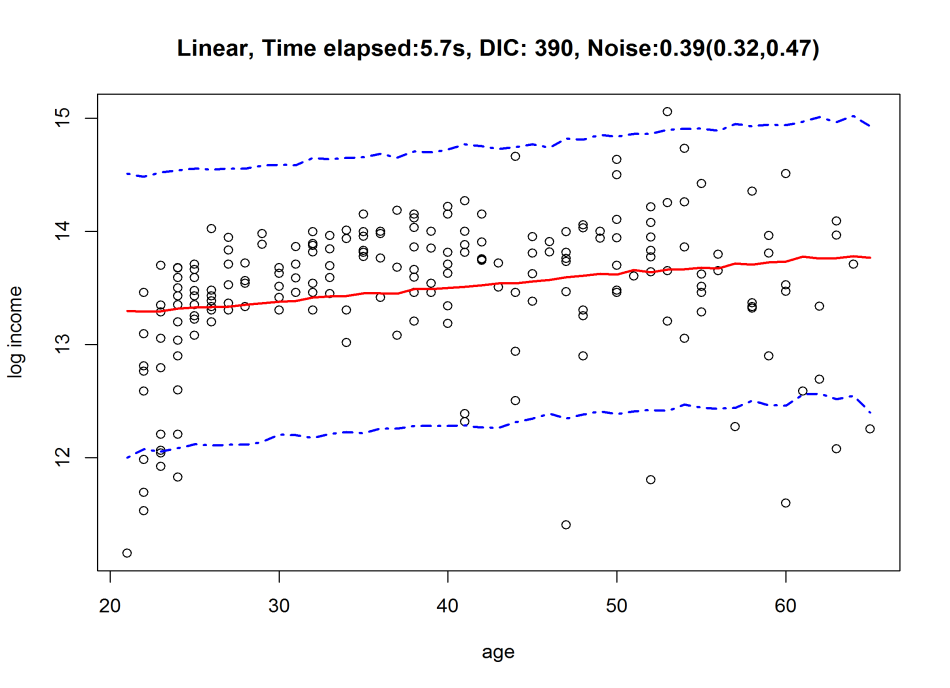 Linear, Time elapsed:5.7s, DIC: 390, Noise:0.39(0.32,0.47)
15
14
13
12
log income
20 30 40 50 60
age